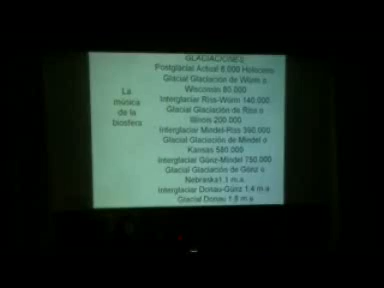 La
música
de la
biosfera
GLACIACIONES
Postglacial Actual 8.000 Holoceno
Glacial Glaciación de Würm o
Wisconsin 80.000
Interglaciar Riss-Würm 140.000
Glacial Glaciación de Riss o
Illinois 200.000
Interglaciar Mindel-Riss 390.000
Glacial Glaciación de Mindel o
Kansas 580.000
Interglaciar Günz-Mindel 750.000
Glacial Glaciación de Günz o
Nebraska1.1 m.a.
Interglaciar Donau-Günz 1.4 m.a
Glacial Donau 1.8 m.a